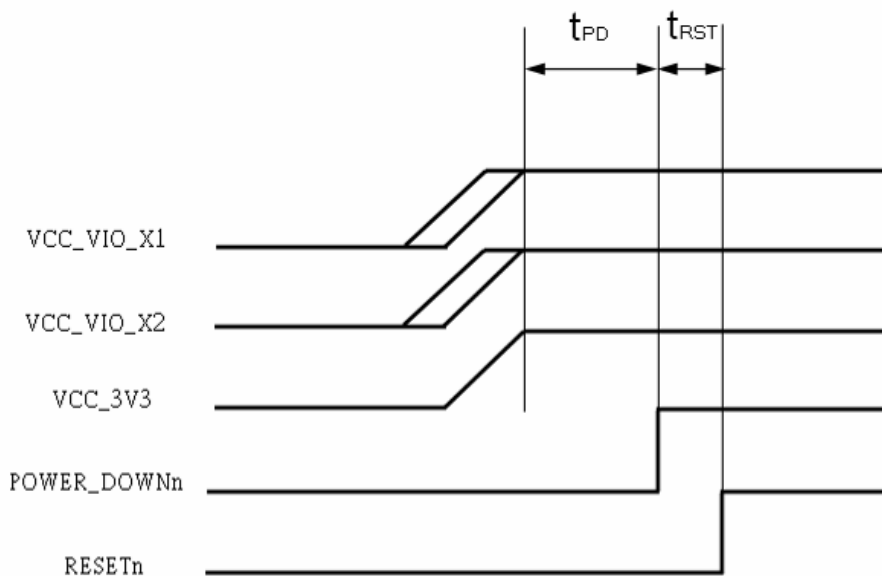 tPD
tRST
VCC_VIO_X1
VCC_VIO_X2
VCC_3V3
POWER_DOWNn
RESETn